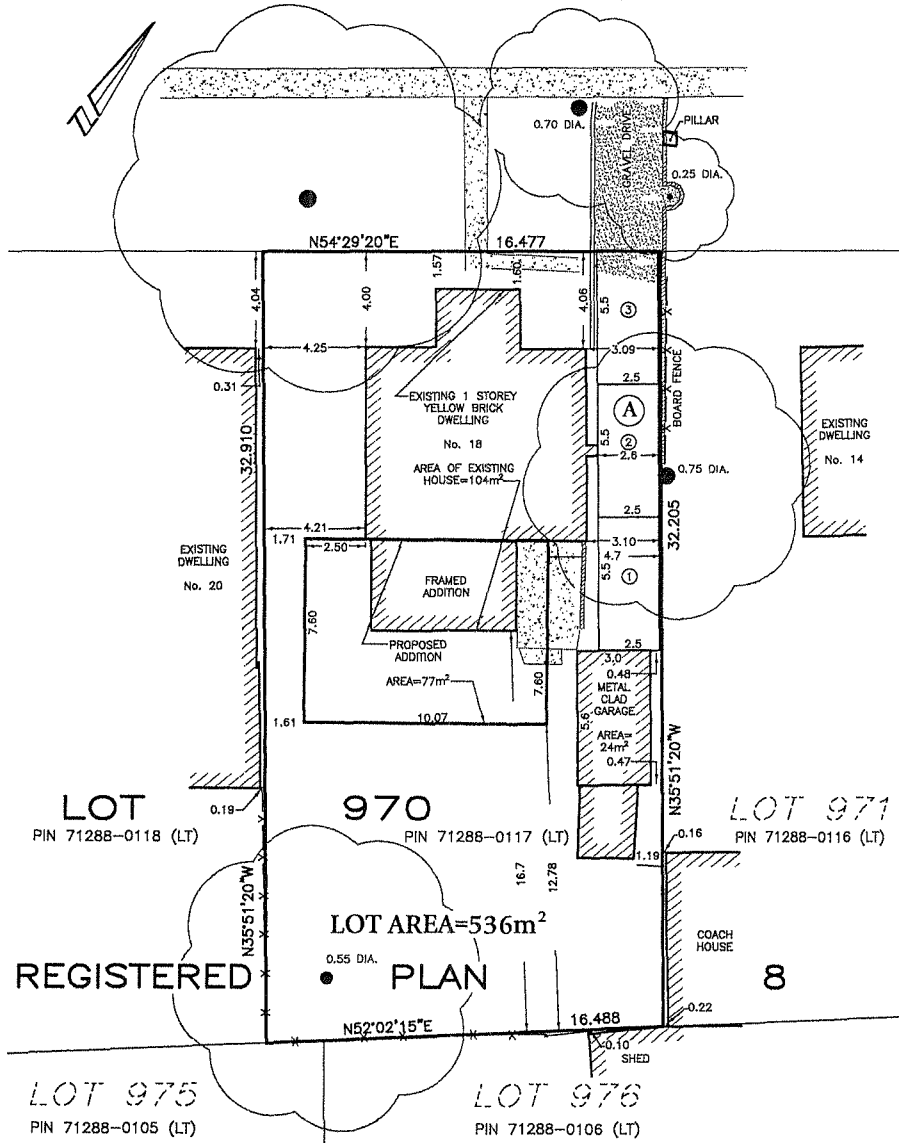 0.70 DIA.
PILLAR
GRAVEL DRIVE
0.25 DIA.
N54°29'20"E
16.477
4.04
4.00
1.57
1.60
4.06
5.5
3
4.25
3.09
0.31
2.5
BOARD FENCE
EXISTING 1 STOREY
YELLOW BRICK
DWELLING
No. 18
AREA OF EXISTING
HOUSE=104m²
A
5.5
2
2.6
EXISTING
DWELLING
No. 14
32.910
0.75 DIA.
4.21
2.5
1.71
2.50
3.10
4.7
32.205
EXISTING
DWELLING
No. 20
7.60
FRAMED
ADDITION
5.5
1
PROPOSED
ADDITION
AREA=77m²
7.60
2.5
3.0
0.48
METAL
CLAD
GARAGE
5.6
AREA=
24m²
0.47
1.61
10.07
N35°51'20"W
0.19
LOT 970
PIN 71288-0118 (LT)
PIN 71288-0117 (LT)
LOT 971
PIN 71288-0116 (LT)
0.16
1.19
16.7
12.78
N35°51'20"W
LOT AREA=536m²
COACH
HOUSE
0.55 DIA.
REGISTERED PLAN 8
0.22
N52°02'15"E
16.488
0.10
SHED
LOT 975
PIN 71288-0105 (LT)
LOT 976
PIN 71288-0106 (LT)